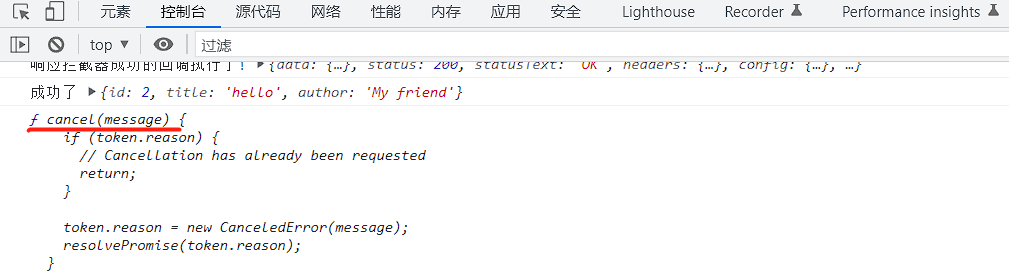 元素 控制台 源代码 网络 性能 内存 应用 安全 Lighthouse Recorder Performance insights
top ▼ 过滤
响应拦截器成功的回调执行了! ▶{data: {…}, status: 200, statusText: 'OK', headers: {…}, config: {…}, …}
成功了 ▶{id: 2, title: 'hello', author: 'My friend'}
ƒ cancel(message) {
if (token.reason) {
// Cancellation has already been requested
return;
}
token.reason = new CanceledError(message);
resolvePromise(token.reason);
}